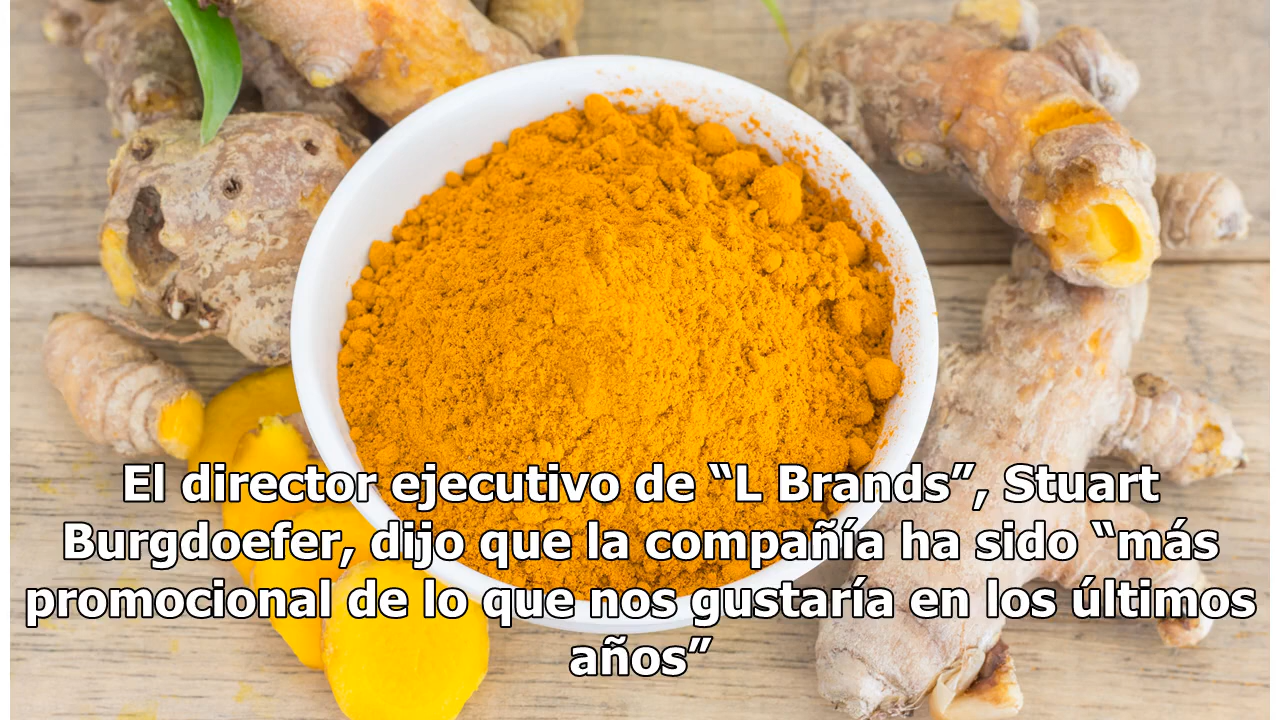 El director ejecutivo de “L Brands”, Stuart
Burgdoefer, dijo que la compañía ha sido “más
promocional de lo que nos gustaría en los últimos
años”